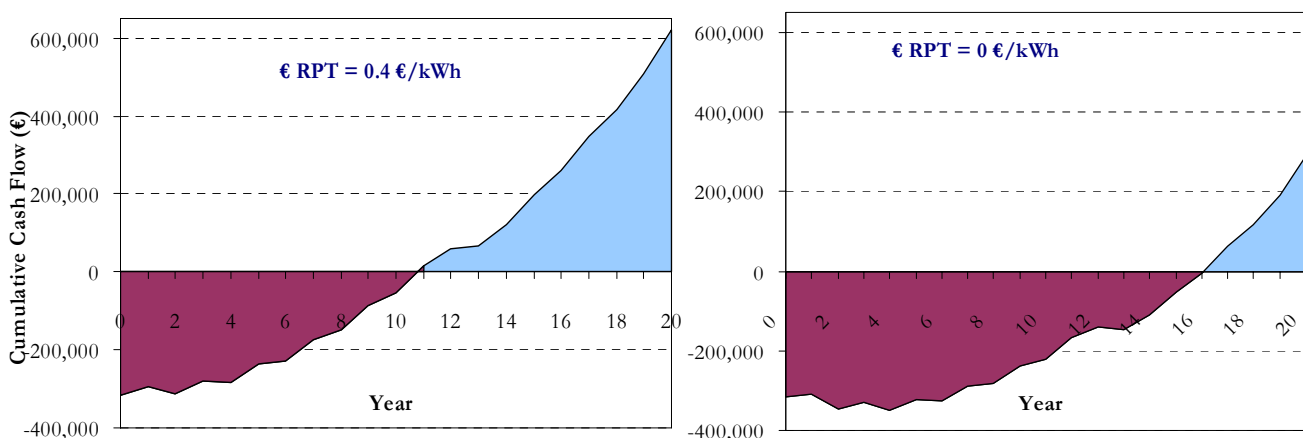 Cumulative Cash Flow (€)
600,000
400,000
200,000
0
-200,000
-400,000
€ RPT = 0.4 €/kWh
0 2 4 6 8 10 12 14 16 18 20
Year
600,000
400,000
200,000
0
-200,000
-400,000
€ RPT = 0 €/kWh
0 2 4 6 8 10 12 14 16 18 20
Year